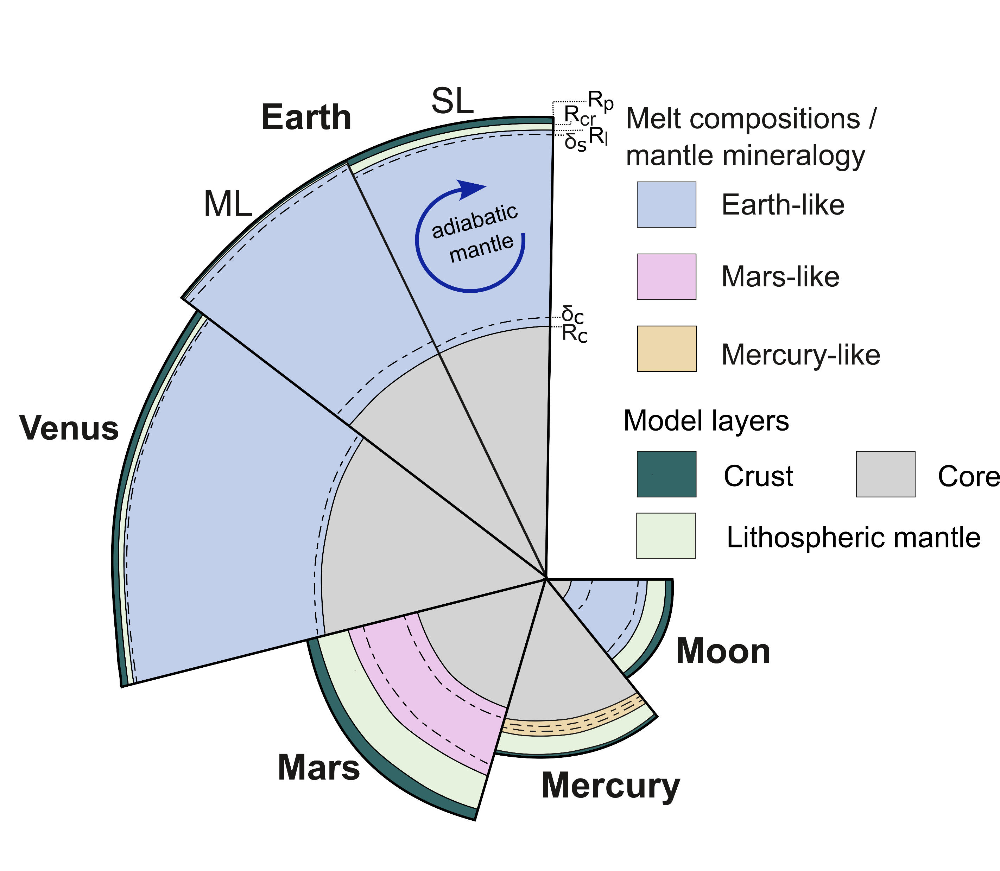 SL
Earth
ML
Rp
Rcr
Rl
δs
adiabatic
mantle
δc
Rc
Venus
Mars
Mercury
Moon
Melt compositions /
mantle mineralogy
Earth-like
Mars-like
Mercury-like
Model layers
Crust
Core
Lithospheric mantle